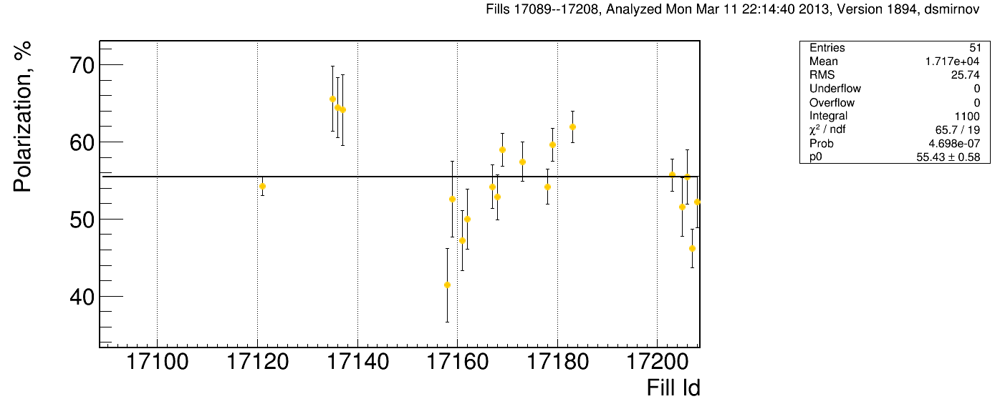 Fills 17089--17208, Analyzed Mon Mar 11 22:14:40 2013, Version 1894, dsmirnov
Polarization, %
70
60
50
40
17100 17120 17140 17160 17180 17200
Fill Id
Entries 51
Mean 1.717e+04
RMS 25.74
Underflow 0
Overflow 0
Integral 1100
χ² / ndf 65.7 / 19
Prob 4.698e-07
p0 55.43 ± 0.58